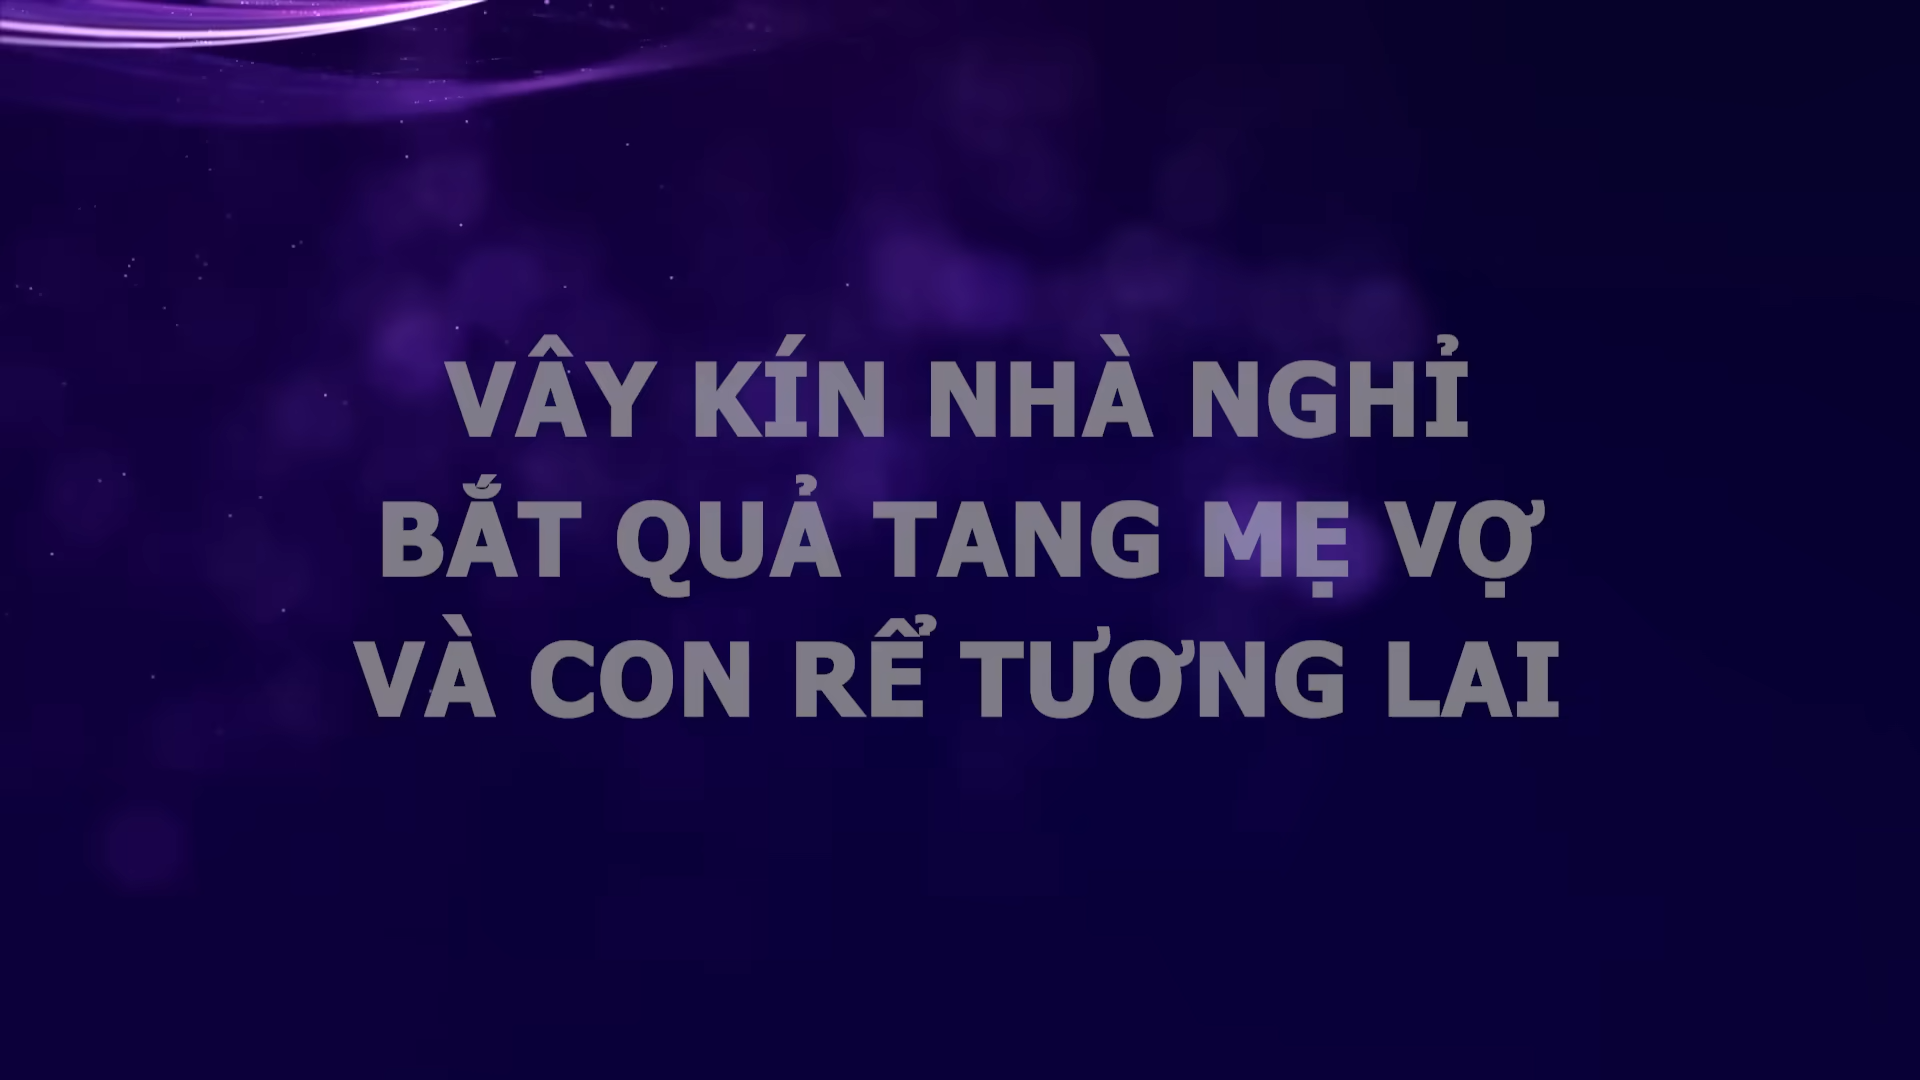 VÂY KÍN NHÀ NGHỈ
BẮT QUẢ TANG MẸ VỢ
VÀ CON RỂ TƯƠNG LAI